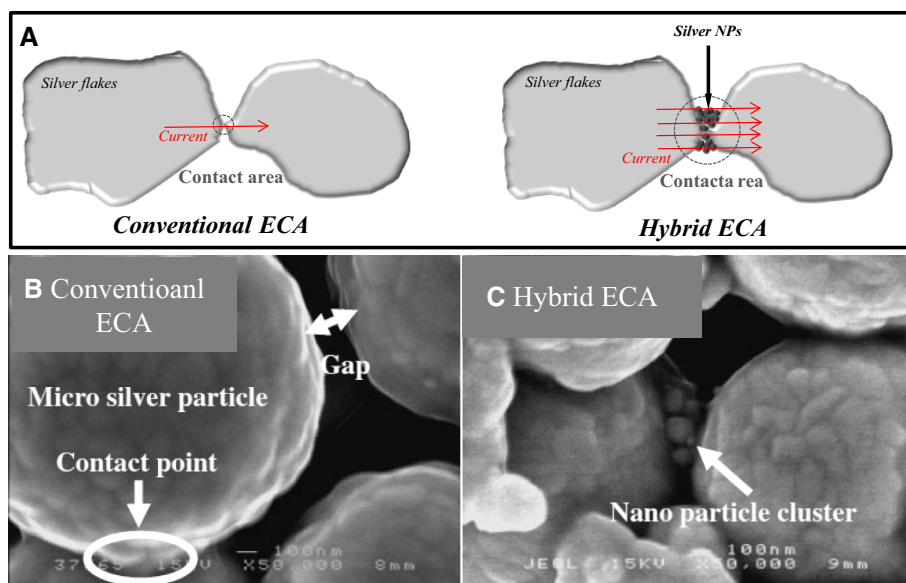 A
Silver NPs
Silver flakes
Silver flakes
Current
Current
Contact area
Contacta rea
Conventional ECA
Hybrid ECA
B Conventioanl
ECA
C Hybrid ECA
Gap
Micro silver particle
Contact point
Nano particle cluster
100nm
15KV X50,000 8mm
100nm
JEOL 15KV X50,000 9mm